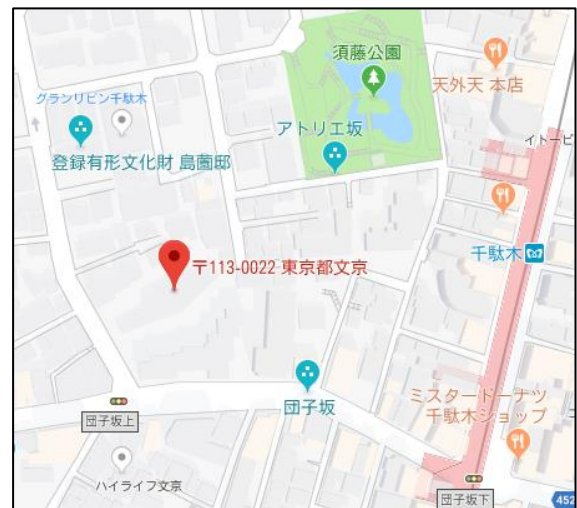 須藤公園
天外天 本店
グランリビン千駄木
アトリエ坂
イトーピ
登録有形文化財 島薗邸
千駄木
〒113-0022 東京都文京
団子坂
ミスタードーナツ
千駄木ショップ
団子坂上
ハイライフ文京
団子坂下
452